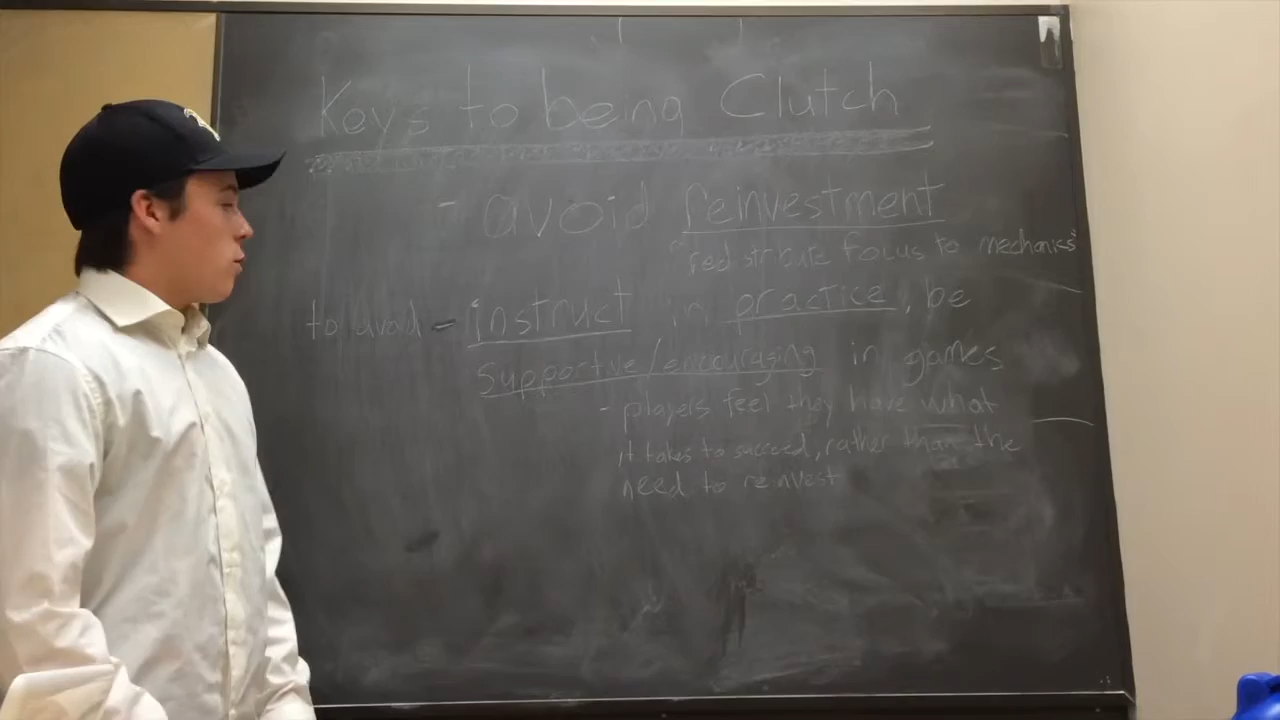 Keys to being Clutch
- avoid reinvestment
"redistribute focus to mechanics"
to avoid - instruct in practice, be
supportive/encouraging in games
- players feel they have what
it takes to succeed, rather than the
need to reinvest